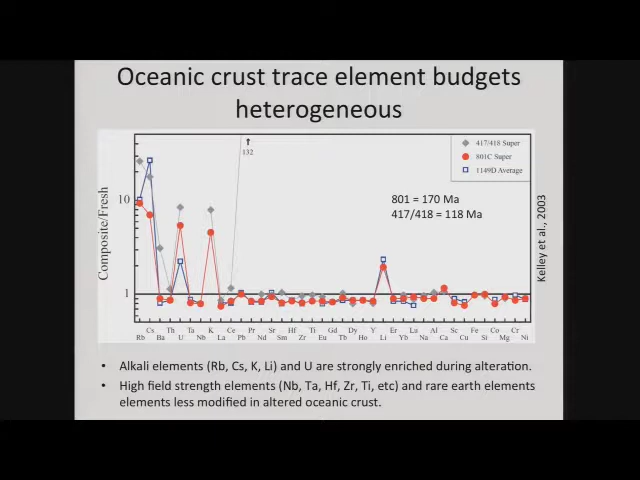 Oceanic crust trace element budgets
heterogeneous
132
417/418 Super
801C Super
1149D Average
10
1
801 = 170 Ma
417/418 = 118 Ma
Composite/Fresh
Kelley et al., 2003
Cs Th Ta K Ce Pr Sm Hf Ti Gd Dy Y Er La Al Sc Fe Co Cr
Rb Ba U Nb La Pb Nd Sr Zr Eu Tb Ho Li Yb Na Ca Cu Mg Ni
• Alkali elements (Rb, Cs, K, Li) and U are strongly enriched during alteration.
• High field strength elements (Nb, Ta, Hf, Zr, Ti, etc) and rare earth elements
elements less modified in altered oceanic crust.